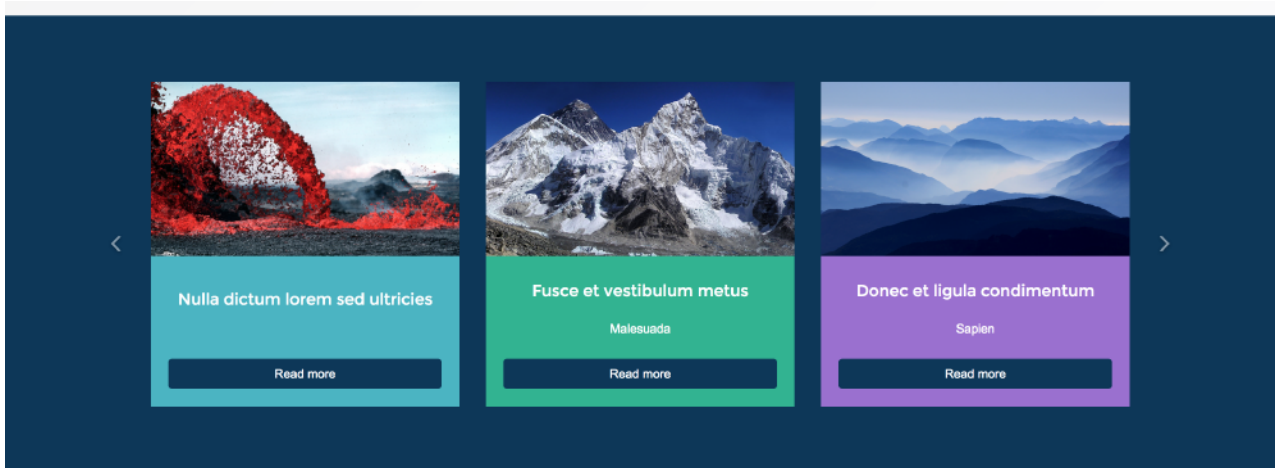 Nulla dictum lorem sed ultricies
Read more
Fusce et vestibulum metus
Malesuada
Read more
Donec et ligula condimentum
Sapien
Read more